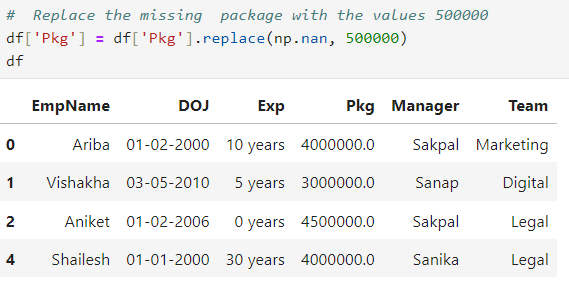 #  Replace the missing  package with the values 500000
df['Pkg'] = df['Pkg'].replace(np.nan, 500000)
df
EmpName DOJ Exp Pkg Manager Team
0 Ariba 01-02-2000 10 years 4000000.0 Sakpal Marketing
1 Vishakha 03-05-2010 5 years 3000000.0 Sanap Digital
2 Aniket 01-02-2006 0 years 4500000.0 Sakpal Legal
4 Shailesh 01-01-2000 30 years 4000000.0 Sanika Legal